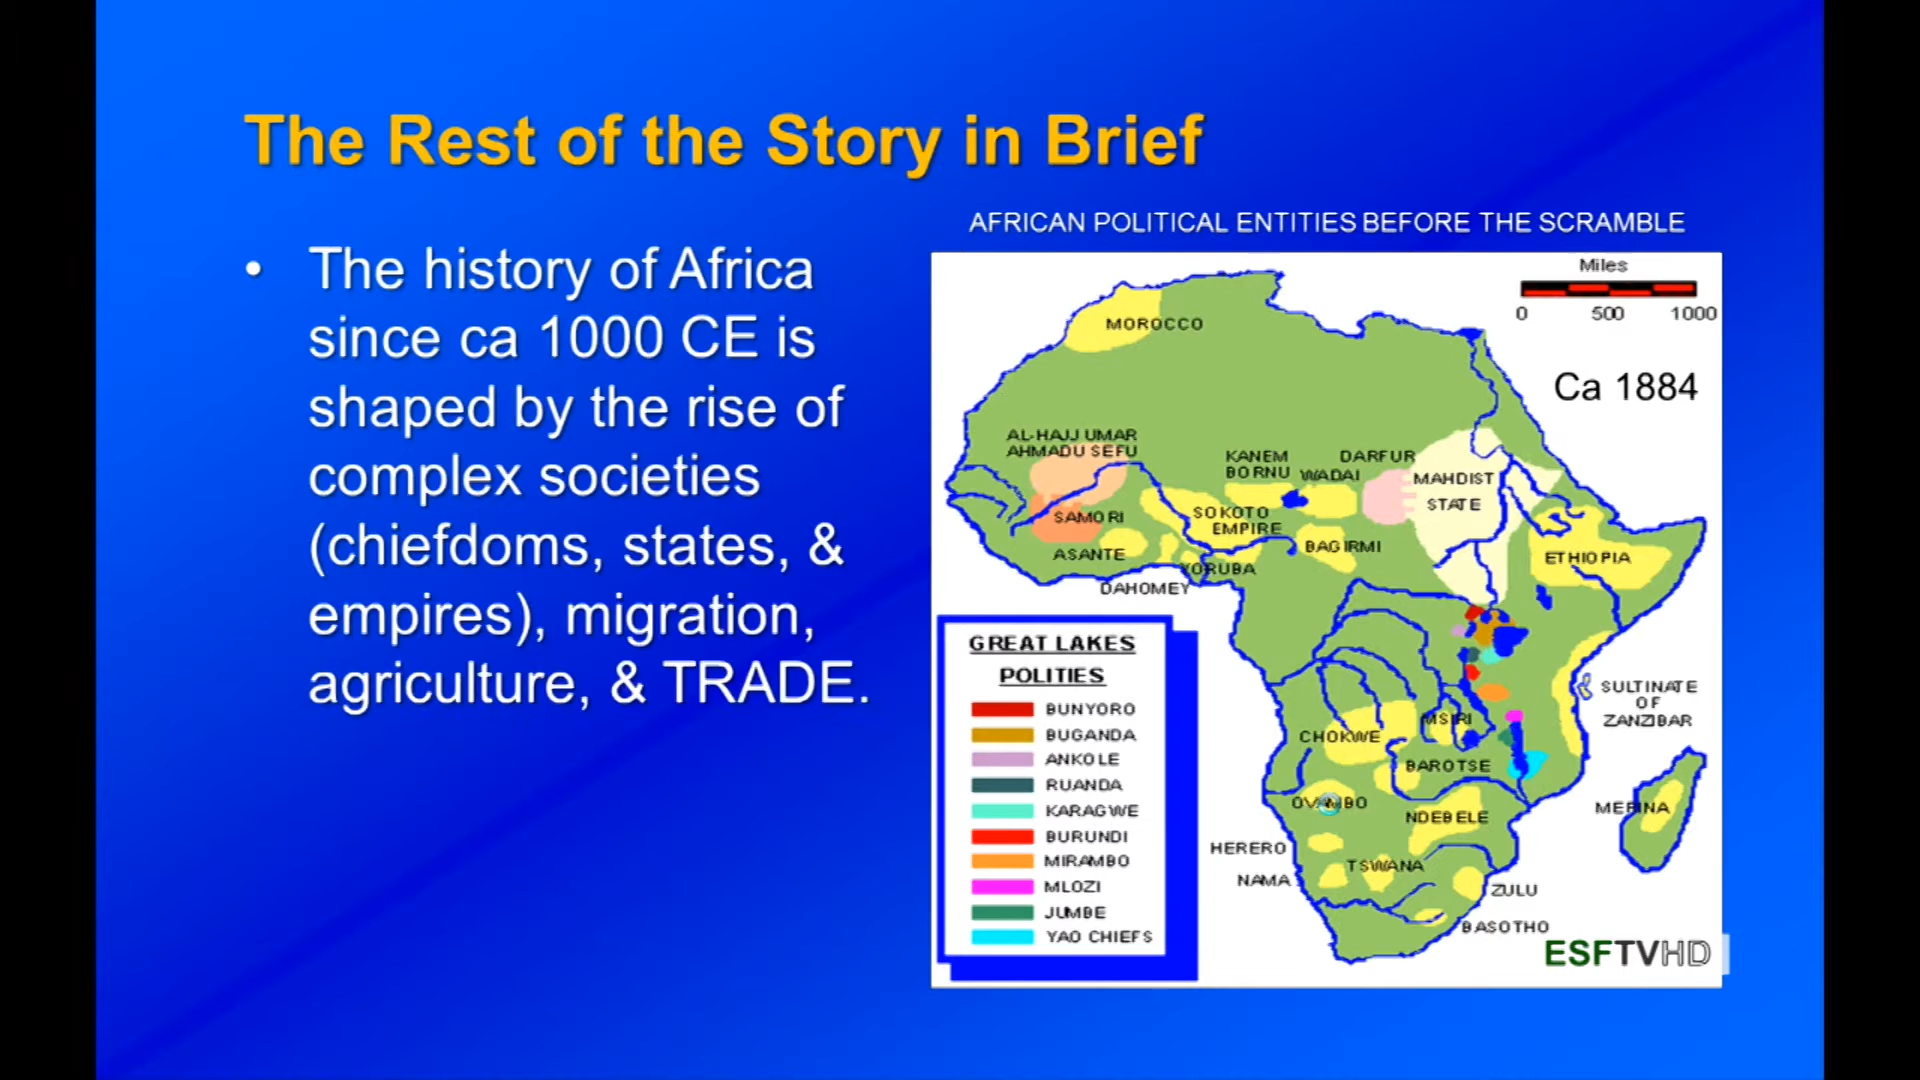 The Rest of the Story in Brief
• The history of Africa
since ca 1000 CE is
shaped by the rise of
complex societies
(chiefdoms, states, &
empires), migration,
agriculture, & TRADE.
AFRICAN POLITICAL ENTITIES BEFORE THE SCRAMBLE
Miles
0 500 1000
Ca 1884
MOROCCO
AL-HAJJ UMAR
AHMADU SEFU
SAMORI
ASANTE
DAHOMEY
YORUBA
SOKOTO
EMPIRE
KANEM
BORNU
WADAI
BAGIRMI
DARFUR
MAHDIST
STATE
ETHIOPIA
SULTINATE
OF
ZANZIBAR
MSIRI
CHOKWE
BAROTSE
OVAMBO
NDEBELE
MERINA
HERERO
NAMA
TSWANA
ZULU
BASOTHO
GREAT LAKES
POLITIES
BUNYORO
BUGANDA
ANKOLE
RUANDA
KARAGWE
BURUNDI
MIRAMBO
MLOZI
JUMBE
YAO CHIEFS
ESFTVHD